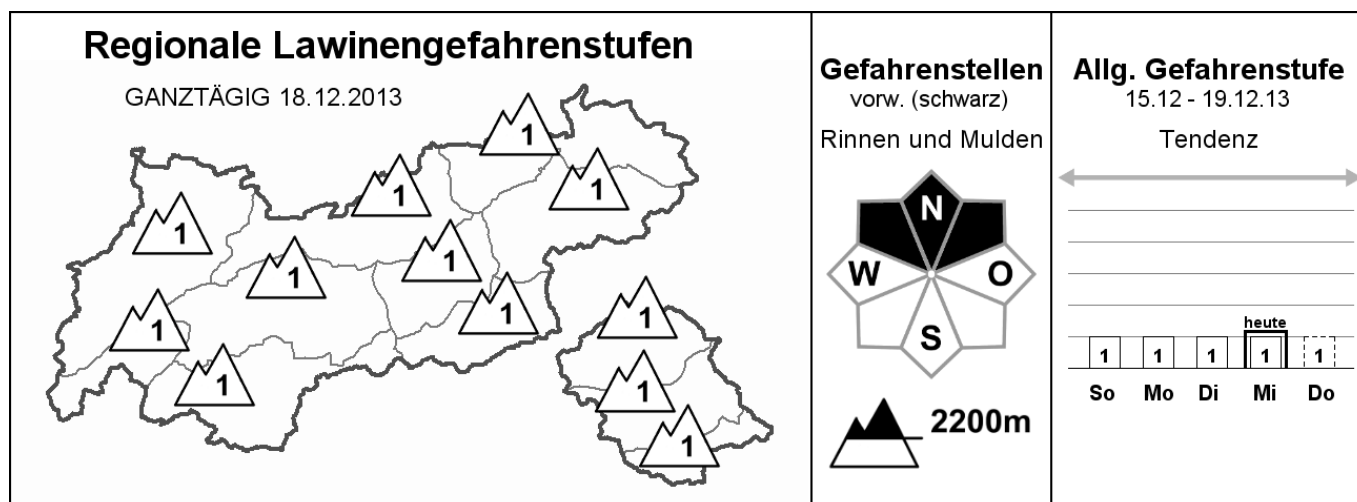 Regionale Lawinengefahrenstufen
GANZTÄGIG 18.12.2013
1
1
1
1
1
1
1
1
1
1
1
1
Gefahrenstellen
vorw. (schwarz)
Rinnen und Mulden
N
W O
S
2200m
Allg. Gefahrenstufe
15.12 - 19.12.13
Tendenz
heute
1 1 1 1 1
So Mo Di Mi Do